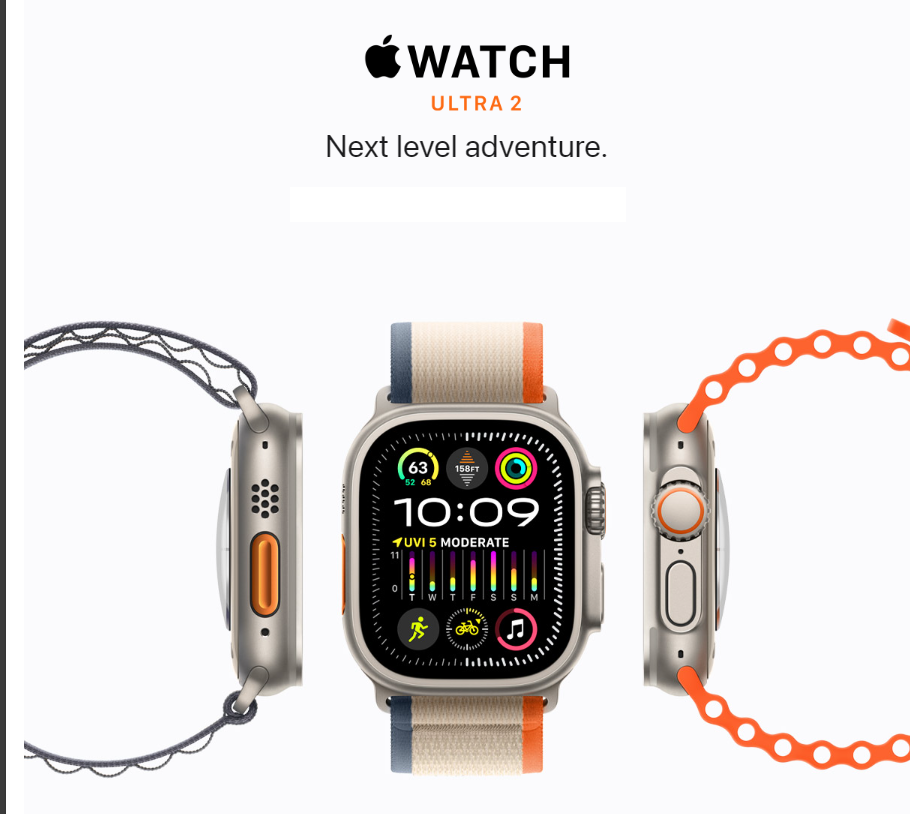 WATCH
ULTRA 2
Next level adventure.
63
52 68
158FT
10:09
UVI 5 MODERATE
11
0
T W T F S S M